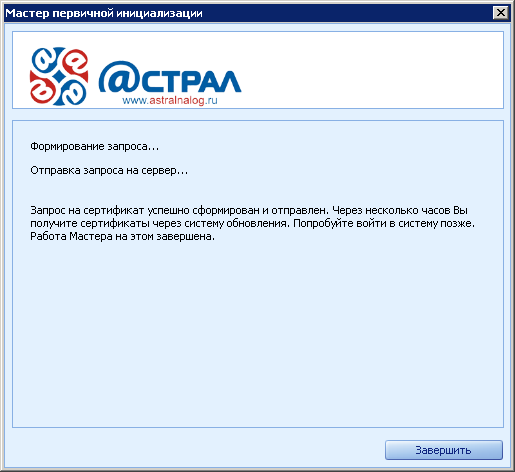 Мастер первичной инициализации
@СТРАЛ
www.astralnalog.ru
Формирование запроса...
Отправка запроса на сервер...
Запрос на сертификат успешно сформирован и отправлен. Через несколько часов Вы
получите сертификаты через систему обновления. Попробуйте войти в систему позже.
Работа Мастера на этом завершена.
Завершить